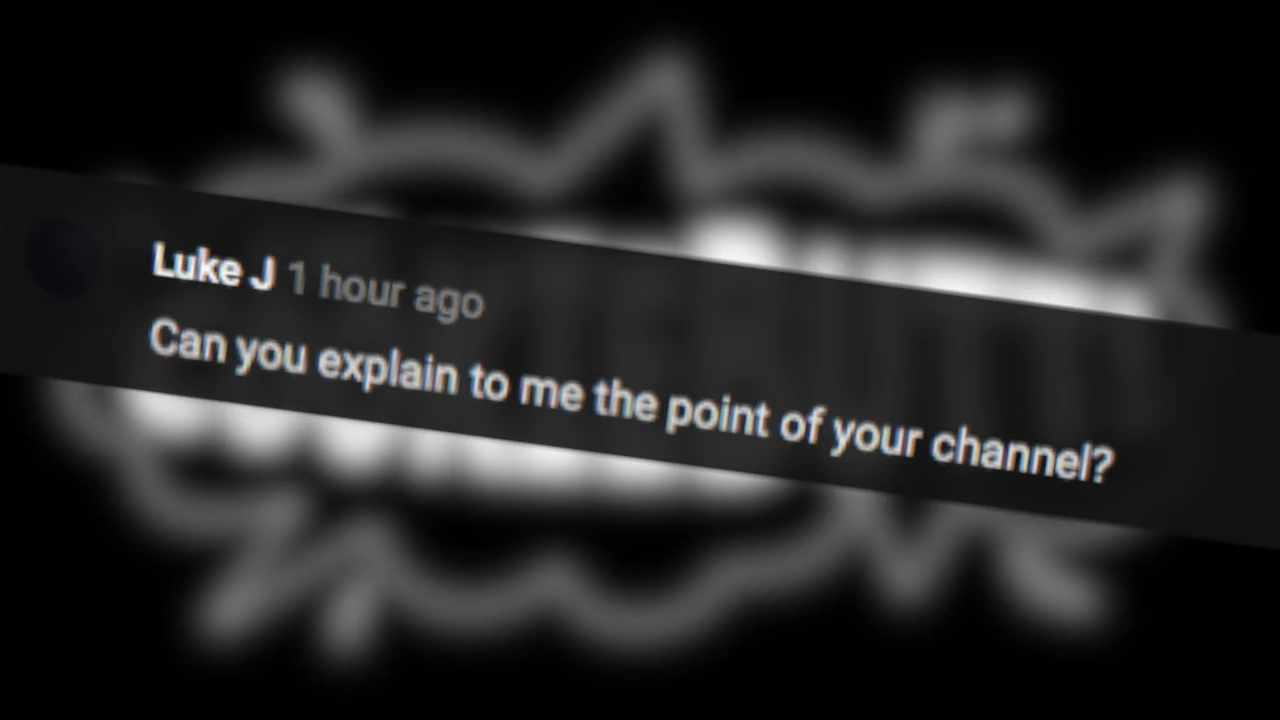 Luke J 1 hour ago
Can you explain to me the point of your channel?